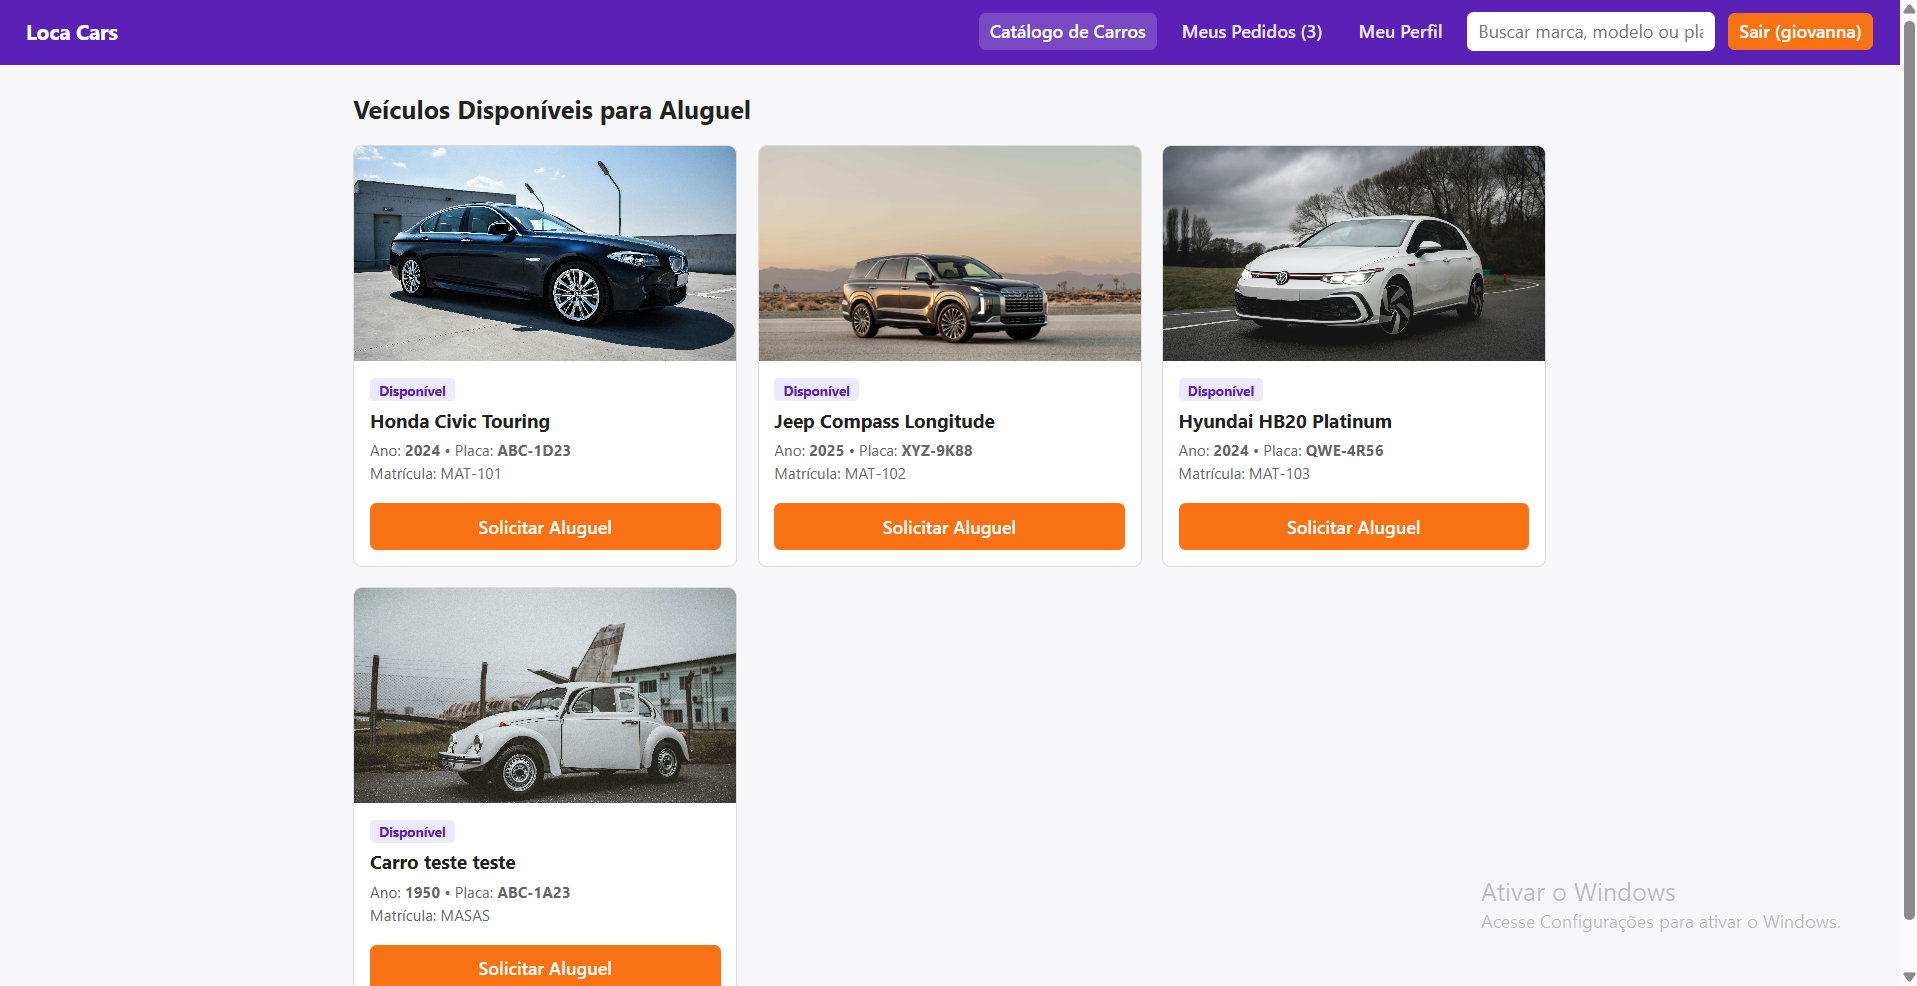 Loca Cars
Catálogo de Carros
Meus Pedidos (3)
Meu Perfil
Buscar marca, modelo ou pla
Sair (giovanna)
Veículos Disponíveis para Aluguel
Disponível
Honda Civic Touring
Ano: 2024 • Placa: ABC-1D23
Matrícula: MAT-101
Solicitar Aluguel
Disponível
Jeep Compass Longitude
Ano: 2025 • Placa: XYZ-9K88
Matrícula: MAT-102
Solicitar Aluguel
Disponível
Hyundai HB20 Platinum
Ano: 2024 • Placa: QWE-4R56
Matrícula: MAT-103
Solicitar Aluguel
Disponível
Carro teste teste
Ano: 1950 • Placa: ABC-1A23
Matrícula: MASAS
Solicitar Aluguel
Ativar o Windows
Acesse Configurações para ativar o Windows.